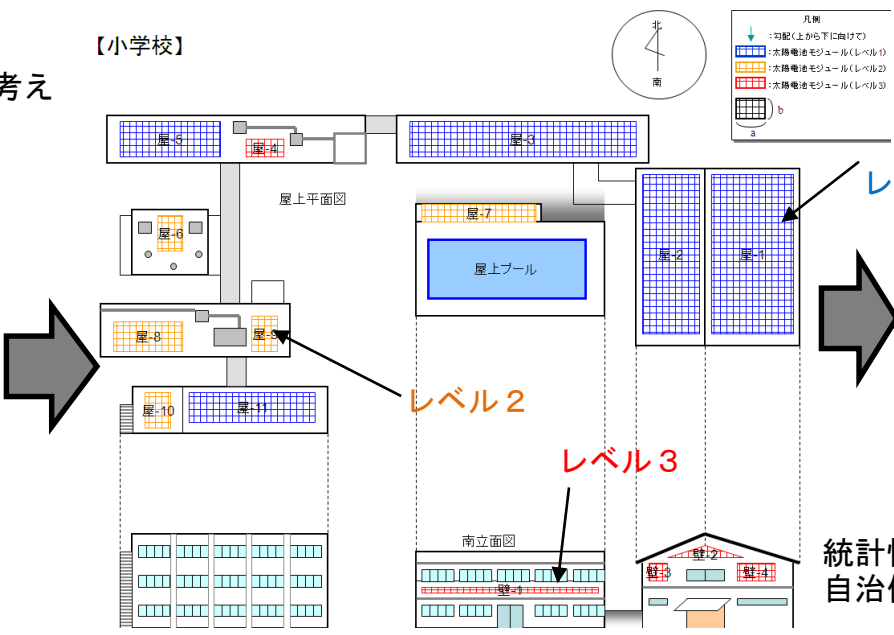 【小学校】
考え
北
南
凡例
:勾配(上から下に向けて)
:太陽電池モジュール(レベル1)
:太陽電池モジュール(レベル2)
:太陽電池モジュール(レベル3)
b
a
屋-5
屋-4
屋-3
レ
屋上平面図
屋-7
屋-6
屋-2
屋-1
屋上プール
屋-8
屋-9
レベル２
屋-10
屋-11
レベル３
南立面図
壁-2
壁-3
壁-4
壁-1
統計
自治